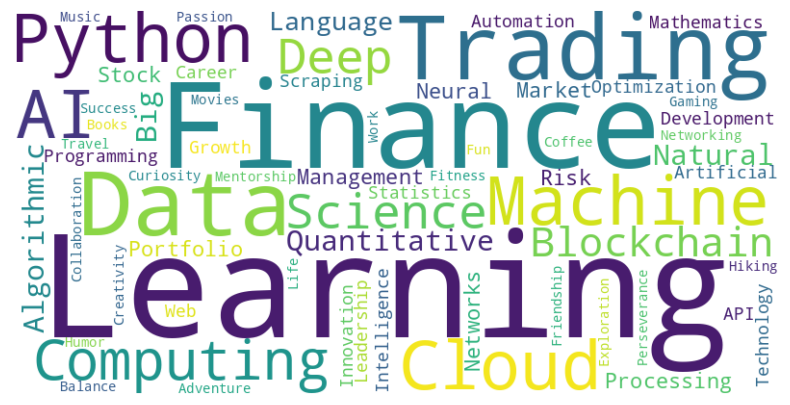 Music
Passion
Python
Language
Trading
Automation
Mathematics
Deep
Stock
Career
Scraping
Neural
Market
Optimization
AI
Success
Books
Big
Movies
Finance
Work
Gaming
Development
Networking
Travel
Programming
Growth
Fun
Coffee
Natural
Artificial
Algorithmic
Curiosity
Mentorship
Management
Fitness
Statistics
Risk
Data
Science
Machine
Collaboration
Portfolio
Quantitative
Blockchain
Creativity
Learning
Life
Web
Hiking
API
Technology
Innovation
Leadership
Intelligence
Networks
Friendship
Exploration
Perseverance
Humor
Computing
Cloud
Processing
Balance
Adventure